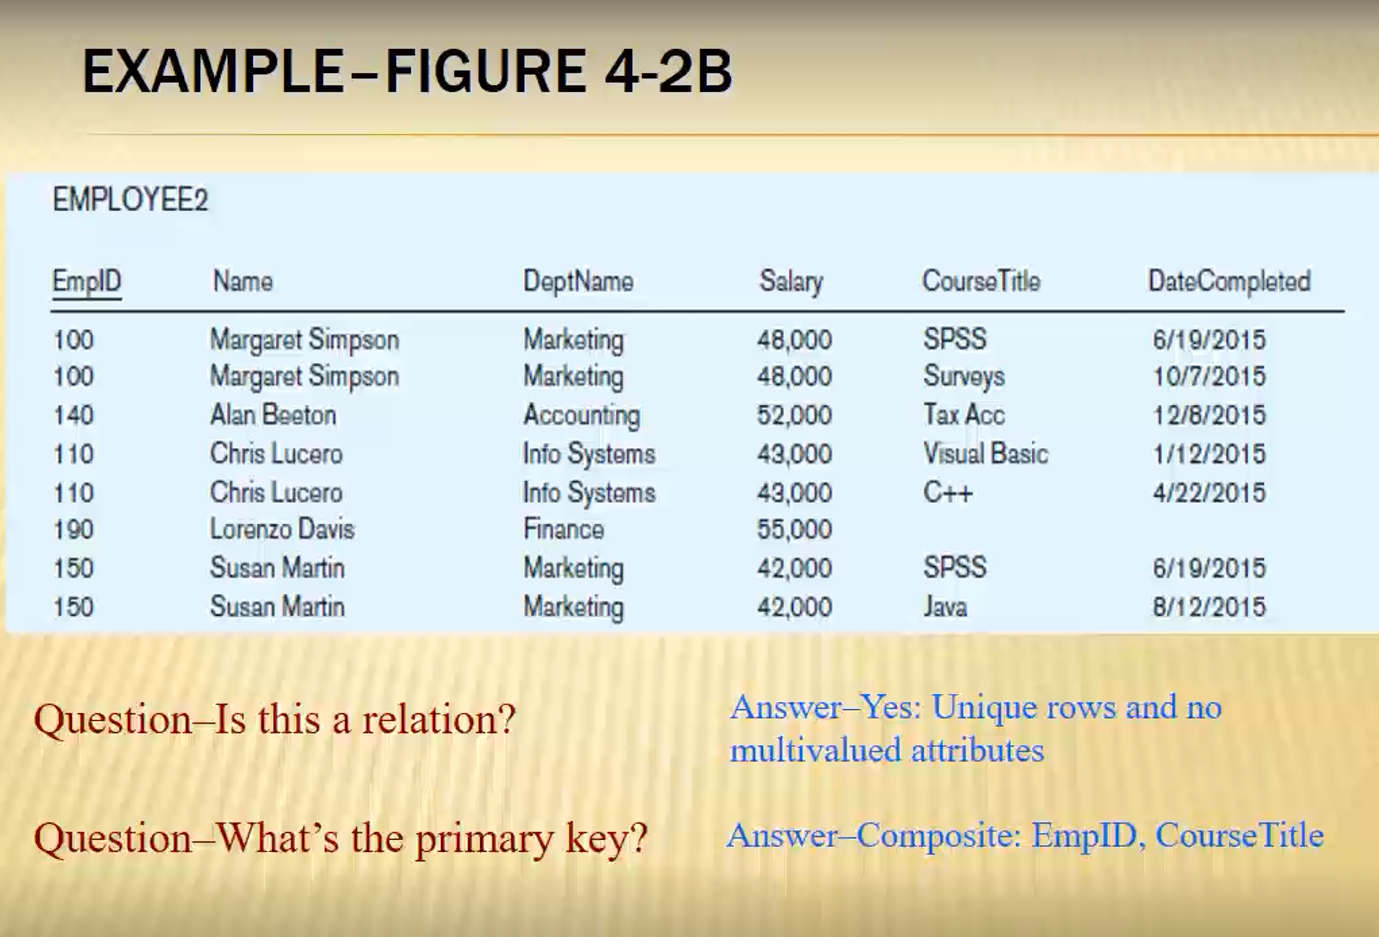 EXAMPLE–FIGURE 4-2B
EMPLOYEE2
EmpID Name DeptName Salary CourseTitle DateCompleted
100 Margaret Simpson Marketing 48,000 SPSS 6/19/2015
100 Margaret Simpson Marketing 48,000 Surveys 10/7/2015
140 Alan Beeton Accounting 52,000 Tax Acc 12/8/2015
110 Chris Lucero Info Systems 43,000 Visual Basic 1/12/2015
110 Chris Lucero Info Systems 43,000 C++ 4/22/2015
190 Lorenzo Davis Finance 55,000
150 Susan Martin Marketing 42,000 SPSS 6/19/2015
150 Susan Martin Marketing 42,000 Java 8/12/2015
Question–Is this a relation?
Answer–Yes: Unique rows and no
multivalued attributes
Question–What’s the primary key?
Answer–Composite: EmpID, CourseTitle